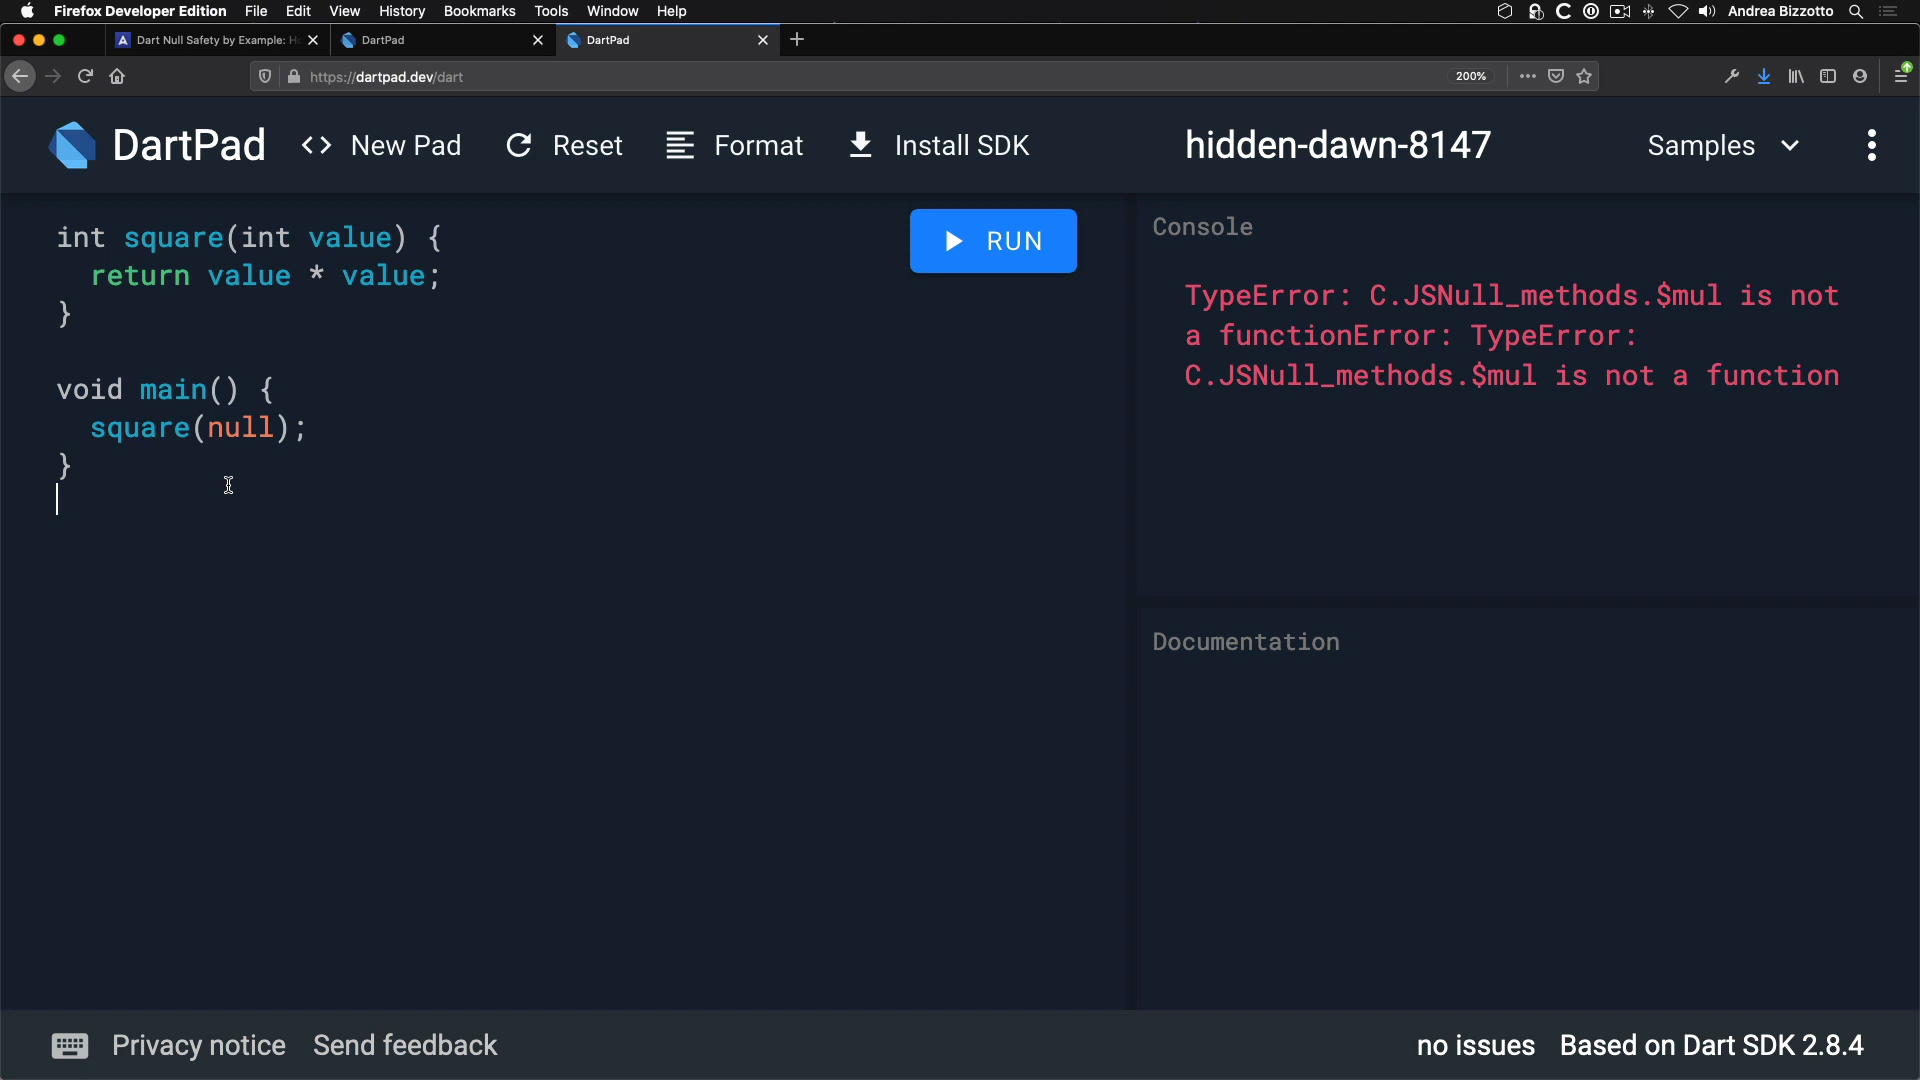 Firefox Developer Edition File Edit View History Bookmarks Tools Window Help Andrea Bizzotto
Dart Null Safety by Example: DartPad DartPad
https://dartpad.dev/dart 200%
DartPad <> New Pad Reset Format Install SDK hidden-dawn-8147 Samples
int square(int value) {
  return value * value;
}
void main() {
  square(null);
}
RUN
Console
TypeError: C.JSNull_methods.$mul is not
a functionError: TypeError:
C.JSNull_methods.$mul is not a function
Documentation
Privacy notice Send feedback no issues Based on Dart SDK 2.8.4